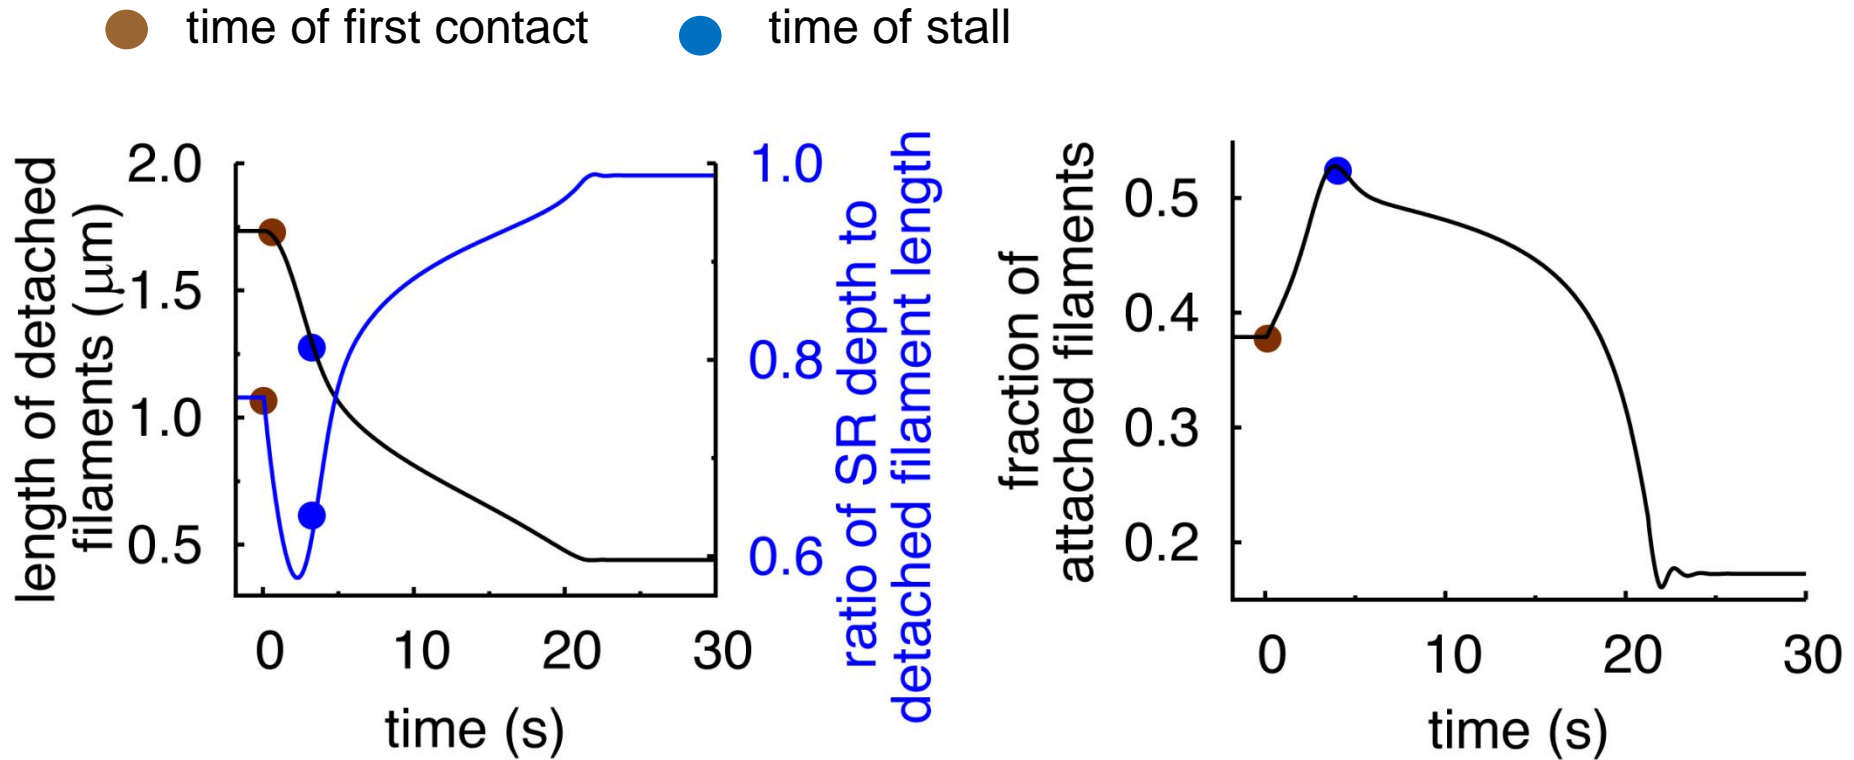 time of first contact
time of stall
length of detached
filaments (μm)
2.0
1.5
1.0
0.5
0
10
20
30
time (s)
1.0
0.8
0.6
ratio of SR depth to
detached filament length
fraction of
attached filaments
0.5
0.4
0.3
0.2
0
10
20
30
time (s)